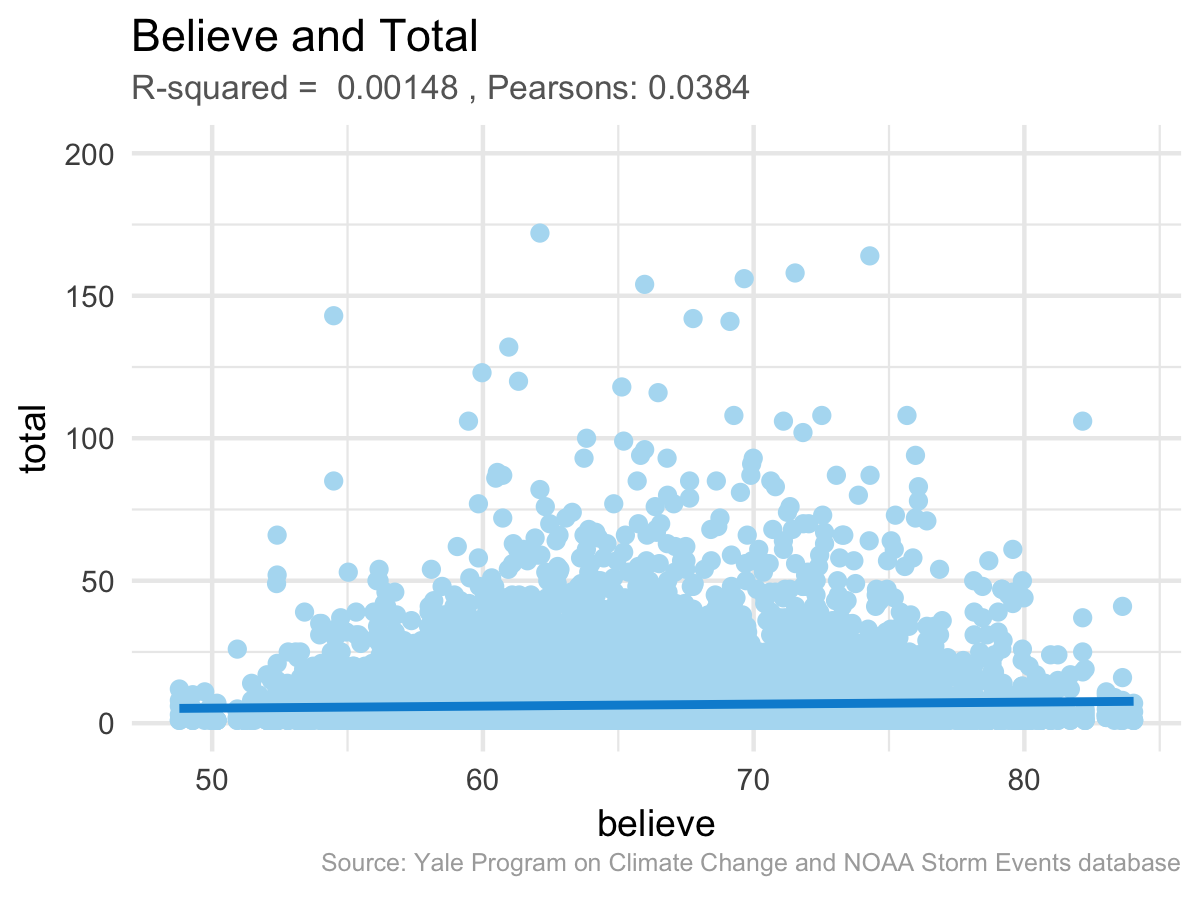 Believe and Total
R-squared =  0.00148 , Pearsons: 0.0384
200
150
100
50
0
total
50 60 70 80
believe
Source: Yale Program on Climate Change and NOAA Storm Events database